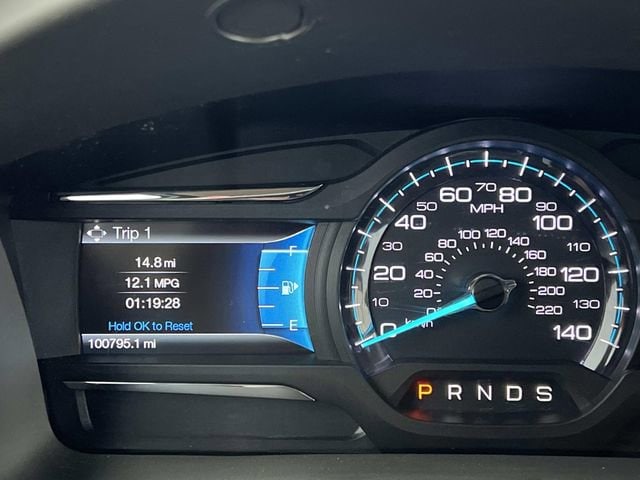 Trip 1
14.8 mi
12.1 MPG
01:19:28
Hold OK to Reset
100795.1 mi
F
E
0 10 20 30 40 50 60 70 80 90 100 110 120 130 140
MPH
0 20 40 60 80 100 120 140 160 180 200 220
km/h
P R N D S